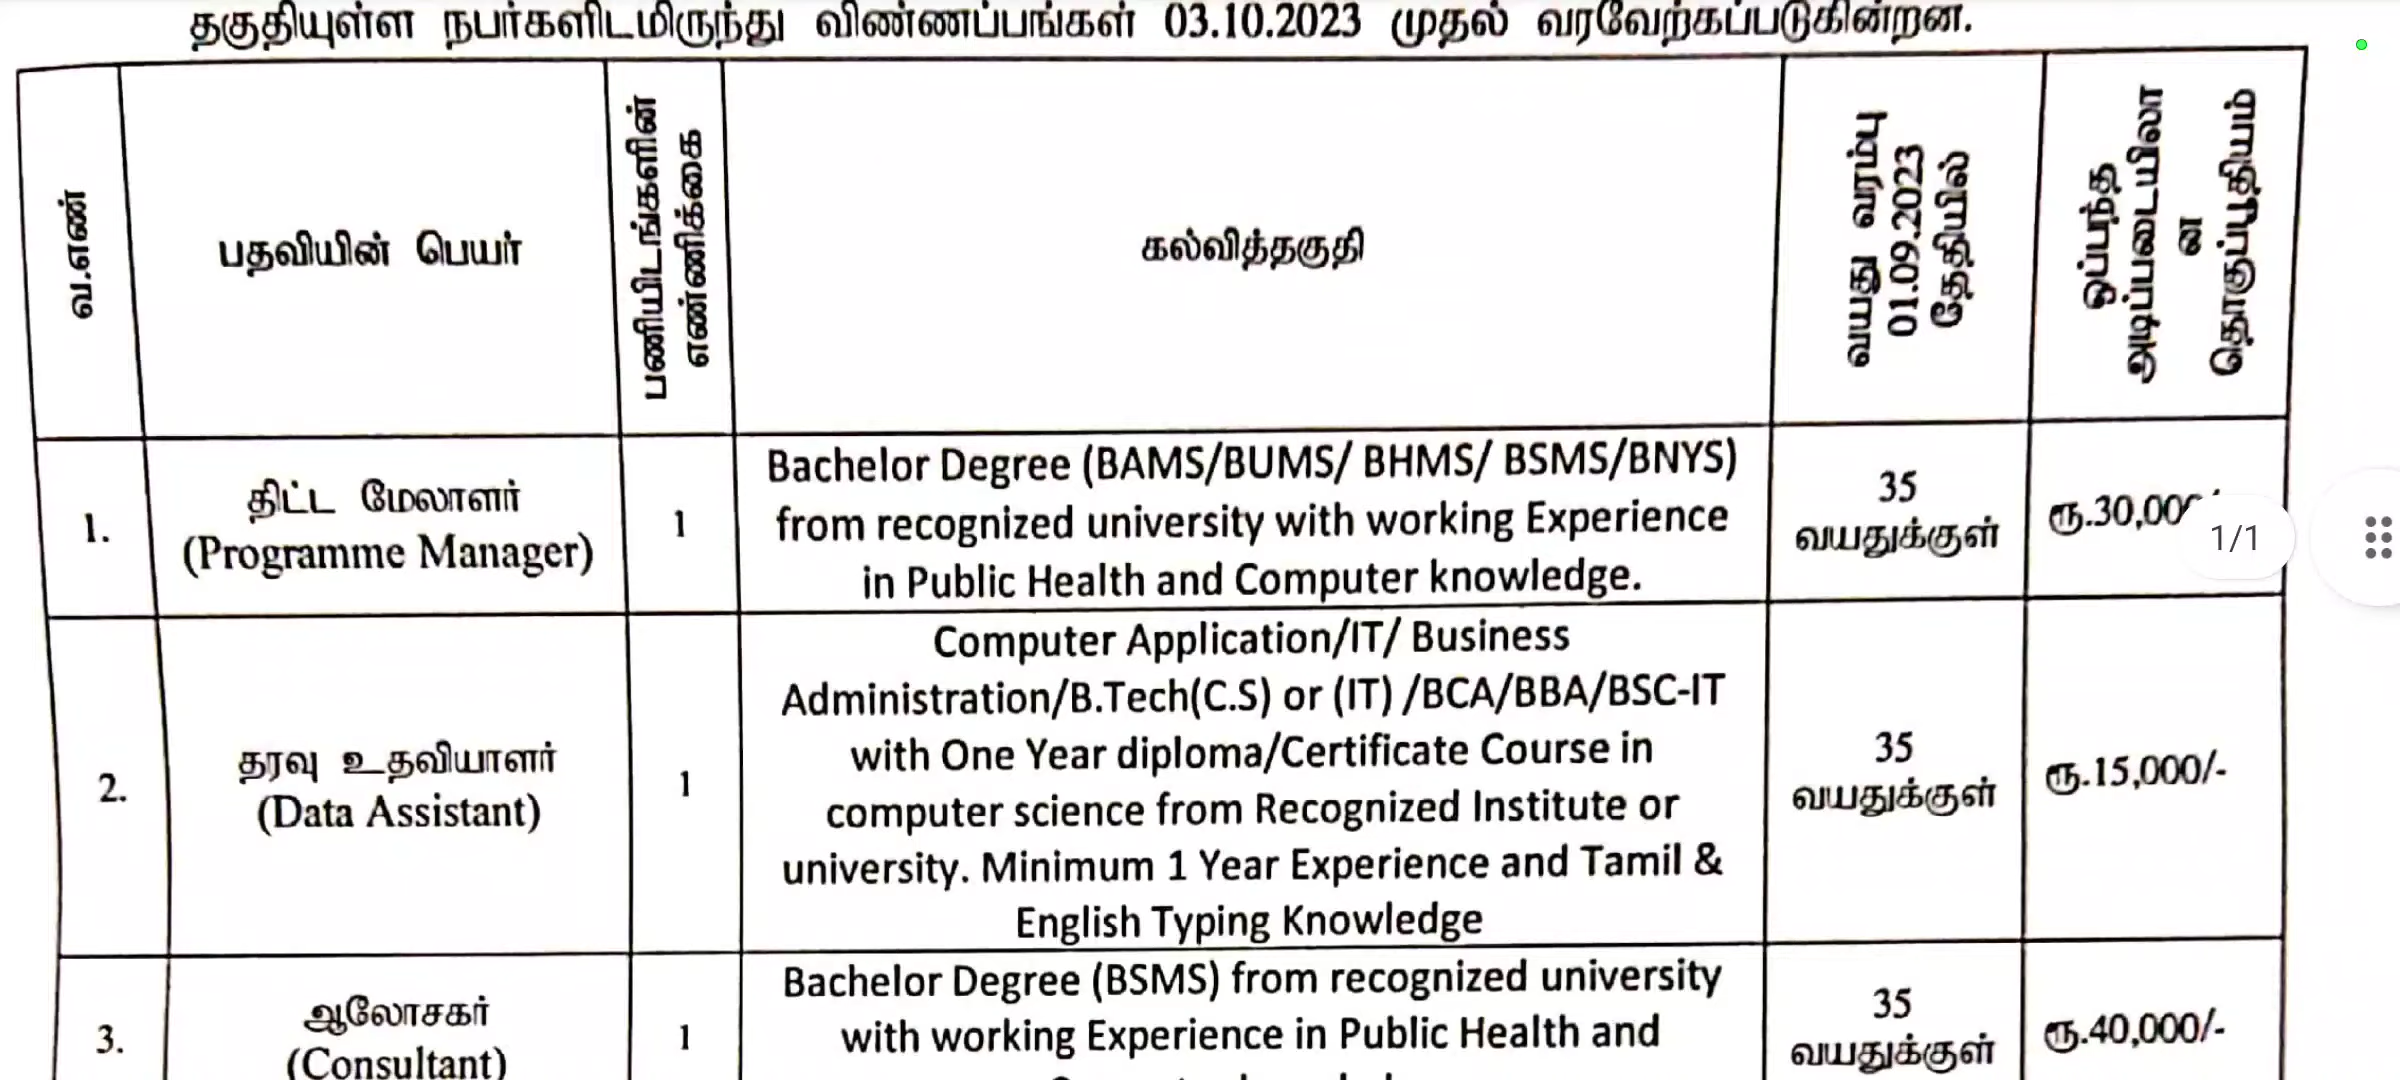 தகுதியுள்ள நபர்களிடமிருந்து விண்ணப்பங்கள் 03.10.2023 முதல் வரவேற்கப்படுகின்றன.
வ.எண்
பதவியின் பெயர்
பணியிடங்களின்
எண்ணிக்கை
கல்வித்தகுதி
வயது வரம்பு
01.09.2023
தேதியில்
ஒப்பந்த
அடிப்படையிலா
ன
தொகுப்பூதியம்
1.
திட்ட மேலாளர்
(Programme Manager)
1
Bachelor Degree (BAMS/BUMS/ BHMS/ BSMS/BNYS)
from recognized university with working Experience
in Public Health and Computer knowledge.
35
வயதுக்குள்
ரூ.30,000/-
1/1
2.
தரவு உதவியாளர்
(Data Assistant)
1
Computer Application/IT/ Business
Administration/B.Tech(C.S) or (IT) /BCA/BBA/BSC-IT
with One Year diploma/Certificate Course in
computer science from Recognized Institute or
university. Minimum 1 Year Experience and Tamil &
English Typing Knowledge
35
வயதுக்குள்
ரூ.15,000/-
3.
ஆலோசகர்
(Consultant)
1
Bachelor Degree (BSMS) from recognized university
with working Experience in Public Health and
35
வயதுக்குள்
ரூ.40,000/-